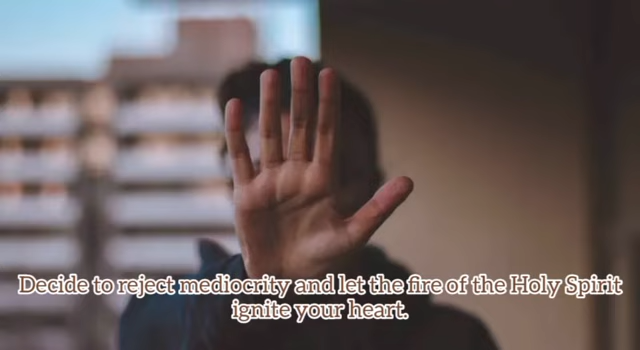 Decide to reject mediocrity and let the fire of the Holy Spirit
ignite your heart.